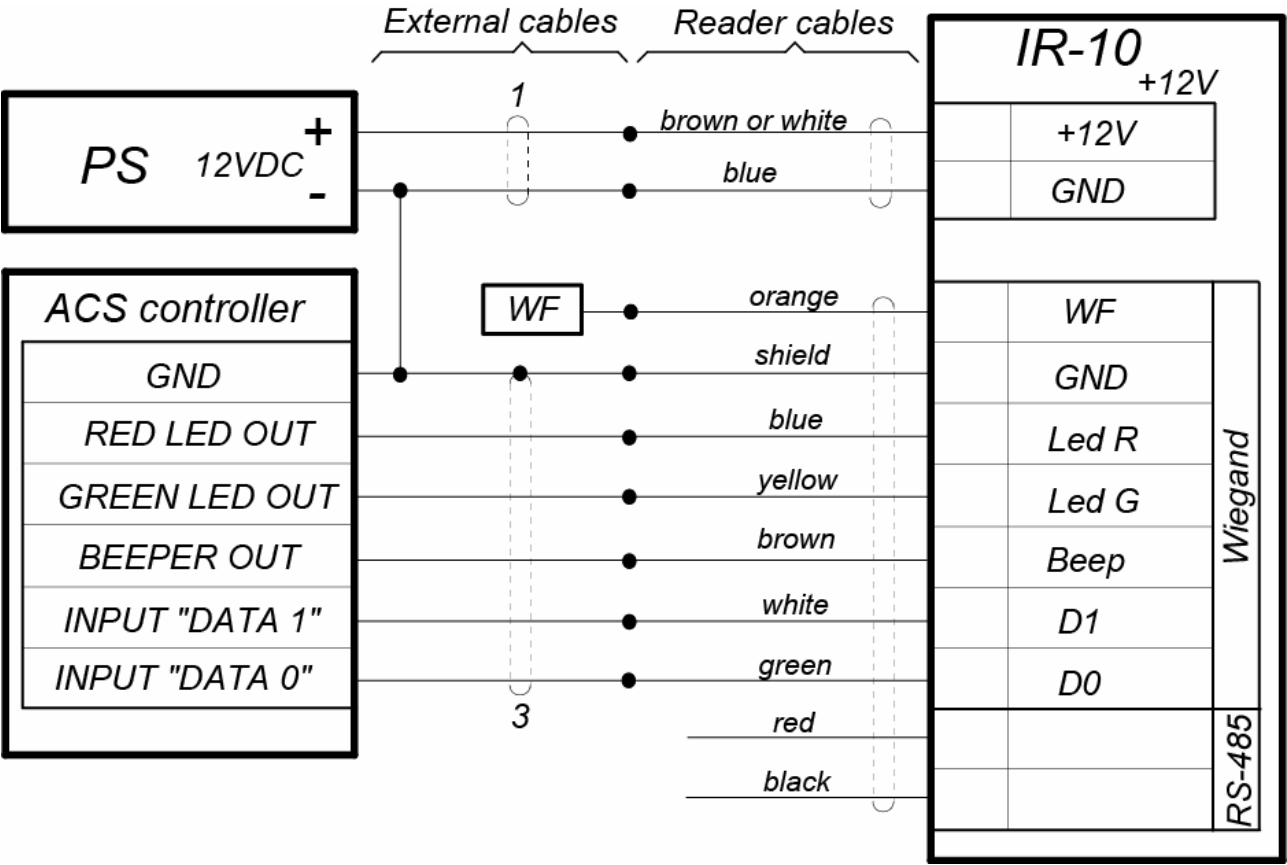 External cables
Reader cables
IR-10
+12V
1
PS 12VDC
+
-
brown or white
+12V
blue
GND
ACS controller
WF
orange
WF
GND
shield
GND
RED LED OUT
blue
Led R
GREEN LED OUT
yellow
Led G
BEEPER OUT
brown
Beep
INPUT "DATA 1"
white
D1
INPUT "DATA 0"
green
D0
Wiegand
3
red
black
RS-485